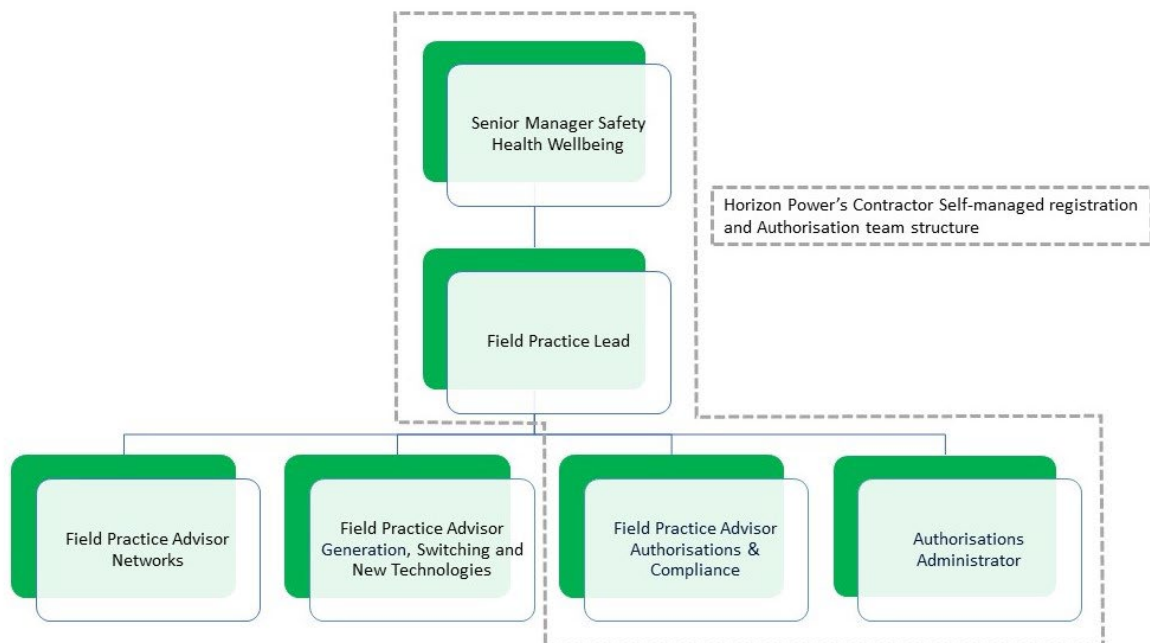 Senior Manager Safety
Health Wellbeing
Horizon Power's Contractor Self-managed registration
and Authorisation team structure
Field Practice Lead
Field Practice Advisor
Networks
Field Practice Advisor
Generation, Switching and
New Technologies
Field Practice Advisor
Authorisations &
Compliance
Authorisations
Administrator